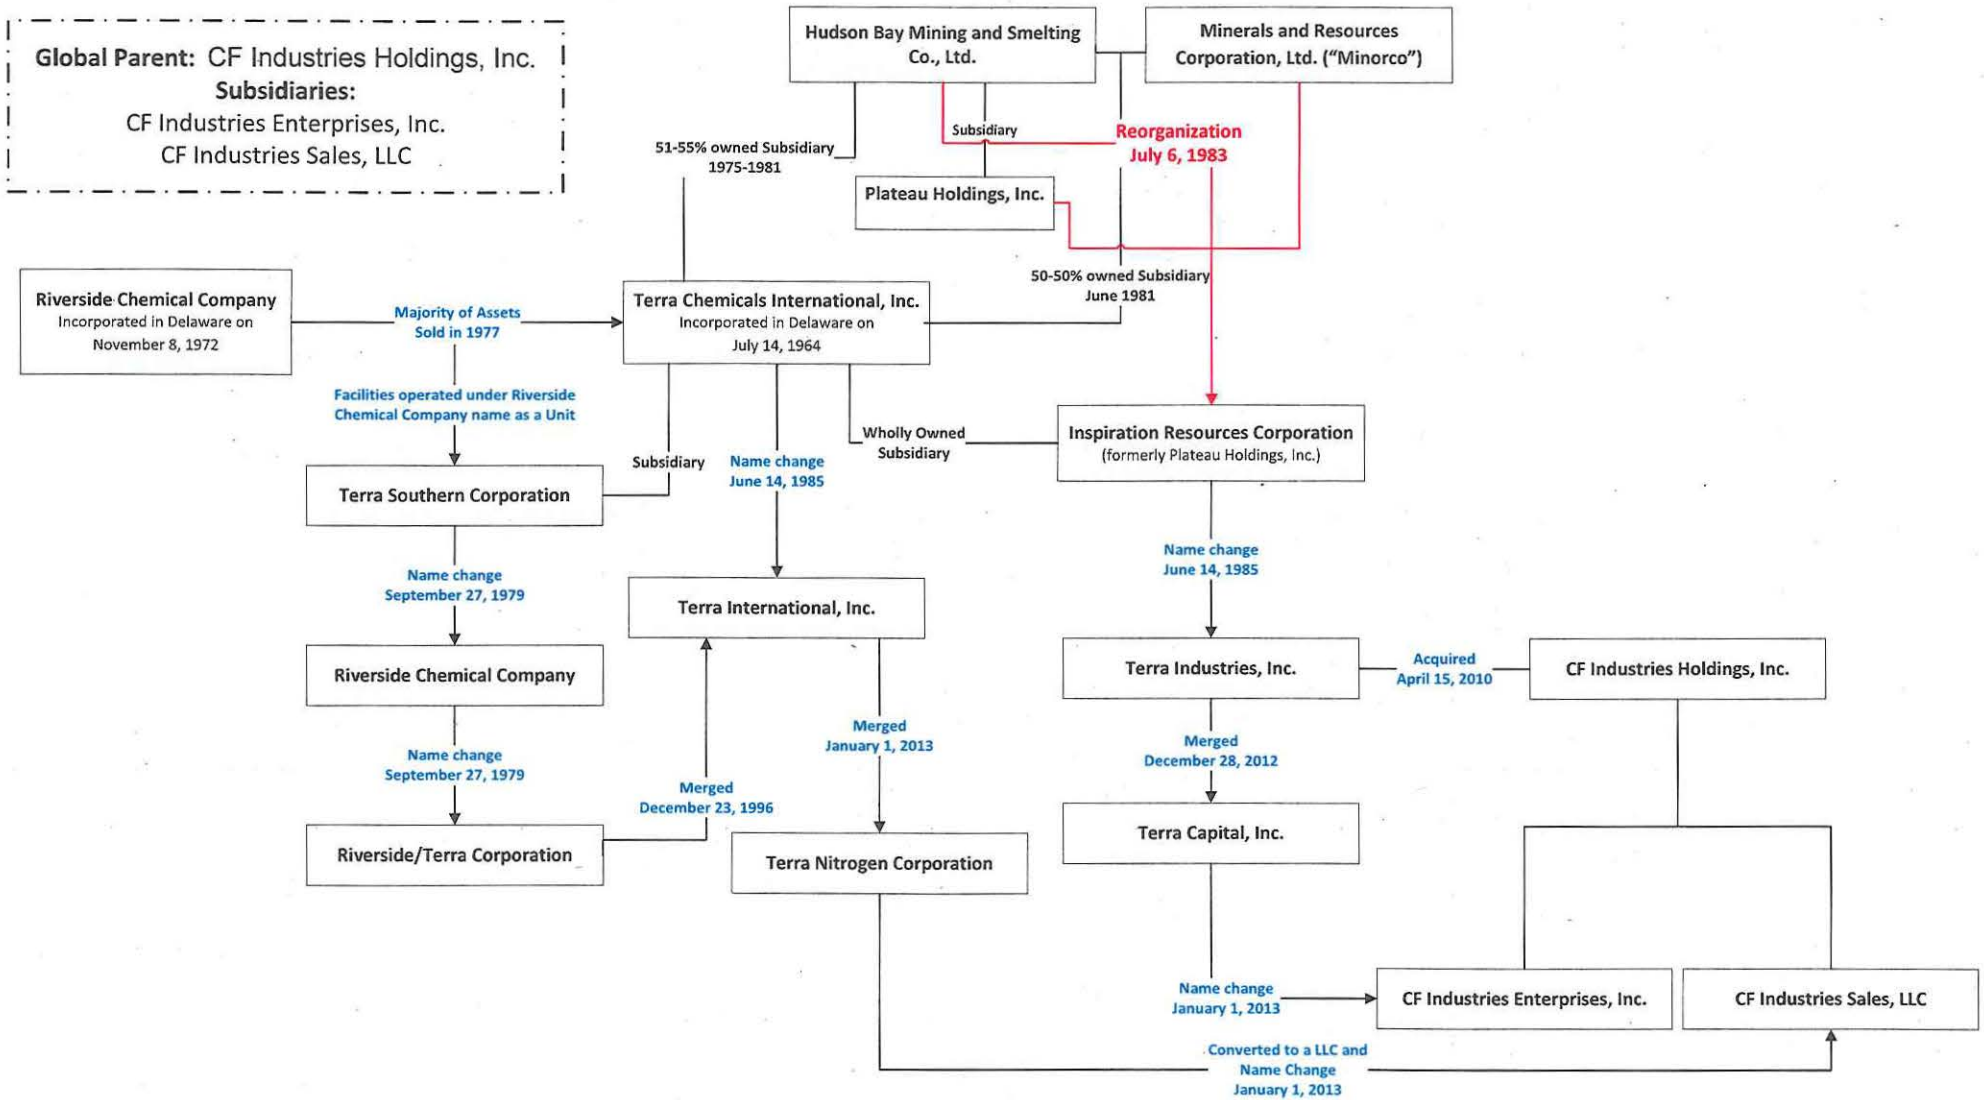 Global Parent: CF Industries Holdings, Inc.
Subsidiaries:
CF Industries Enterprises, Inc.
CF Industries Sales, LLC
Hudson Bay Mining and Smelting
Co., Ltd.
Minerals and Resources
Corporation, Ltd. (“Minorco”)
Subsidiary
Reorganization
July 6, 1983
51-55% owned Subsidiary
1975-1981
Plateau Holdings, Inc.
50-50% owned Subsidiary
June 1981
Riverside Chemical Company
Incorporated in Delaware on
November 8, 1972
Majority of Assets
Sold in 1977
Terra Chemicals International, Inc.
Incorporated in Delaware on
July 14, 1964
Facilities operated under Riverside
Chemical Company name as a Unit
Inspiration Resources Corporation
(formerly Plateau Holdings, Inc.)
Wholly Owned
Subsidiary
Subsidiary
Name change
June 14, 1985
Terra Southern Corporation
Name change
September 27, 1979
Name change
June 14, 1985
Terra International, Inc.
Riverside Chemical Company
Terra Industries, Inc.
Acquired
April 15, 2010
CF Industries Holdings, Inc.
Name change
September 27, 1979
Merged
January 1, 2013
Merged
December 28, 2012
Merged
December 23, 1996
Riverside/Terra Corporation
Terra Nitrogen Corporation
Terra Capital, Inc.
Name change
January 1, 2013
CF Industries Enterprises, Inc.
CF Industries Sales, LLC
Converted to a LLC and
Name Change
January 1, 2013